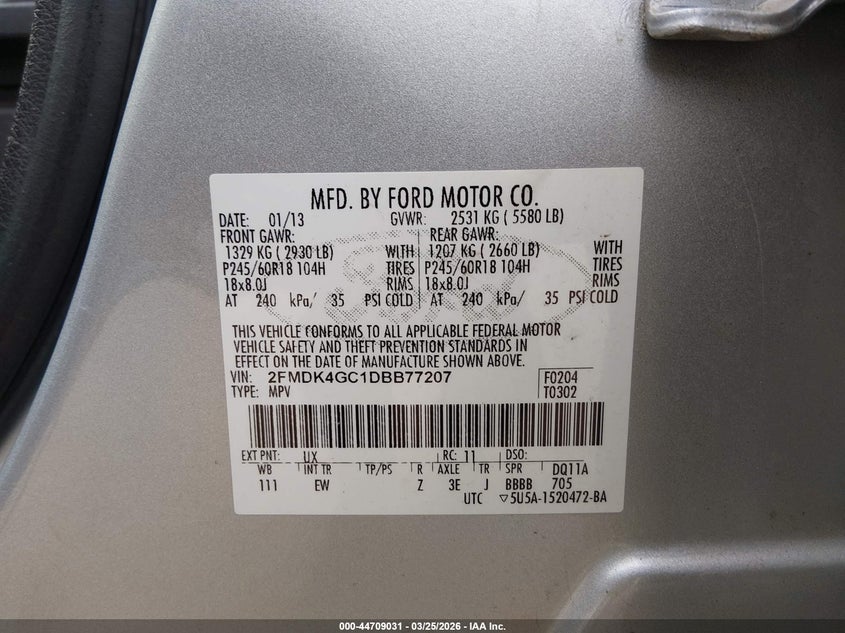 MFD. BY FORD MOTOR CO.
DATE: 01/13 GVWR: 2531 KG ( 5580 LB)
FRONT GAWR: REAR GAWR:
1329 KG ( 2930 LB) WITH 1207 KG ( 2660 LB) WITH
P245/60R18 104H TIRES P245/60R18 104H TIRES
18x8.0J RIMS 18x8.0J RIMS
AT 240 kPa/ 35 PSI COLD AT 240 kPa/ 35 PSI COLD
THIS VEHICLE CONFORMS TO ALL APPLICABLE FEDERAL MOTOR
VEHICLE SAFETY AND THEFT PREVENTION STANDARDS IN
EFFECT ON THE DATE OF MANUFACTURE SHOWN ABOVE.
VIN: 2FMDK4GC1DBB77207 F0204
TYPE: MPV T0302
EXT PNT: UX RC: 11 DSO:
WB INT TR TP/PS R AXLE TR SPR DQ11A
111 EW Z 3E J BBBB 705
UTC ▽5U5A-1520472-BA
000-44709031 - 03/25/2026 - IAA Inc.